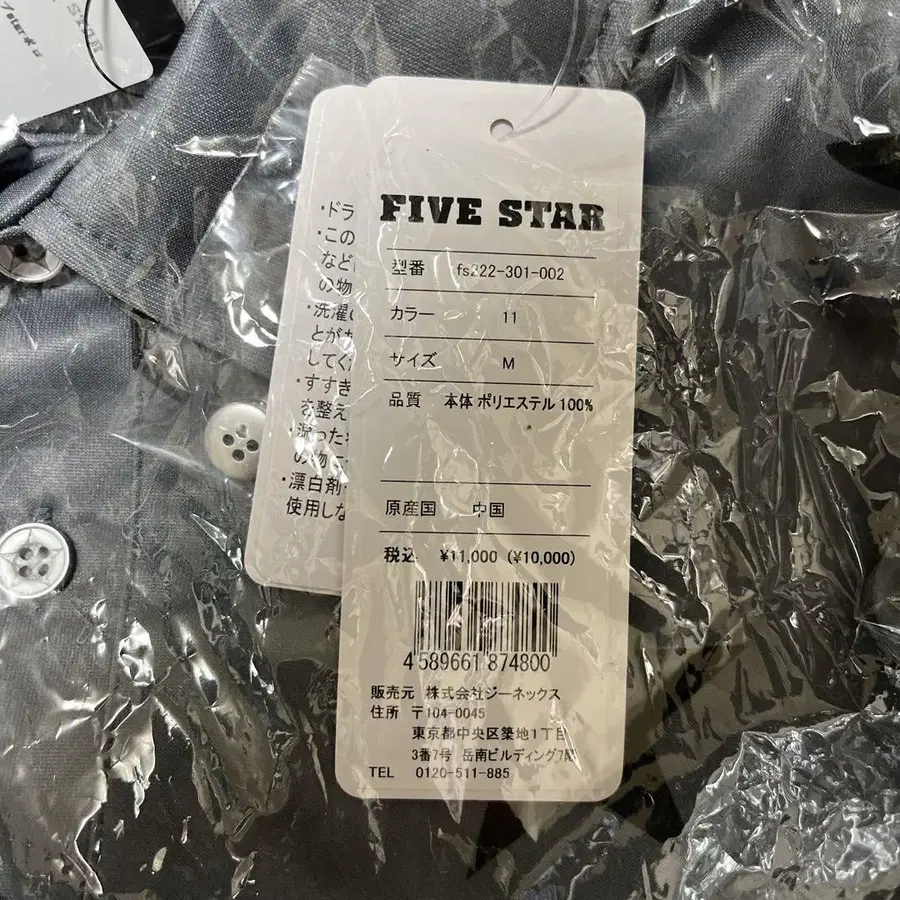 FIVE STAR
型番 fs222-301-002
カラー 11
サイズ M
品質 本体 ポリエステル 100%
原産国 中国
税込 ¥11,000 (¥10,000)
4 589661 874800
販売元 株式会社ジーネックス
住所 〒104-0045
東京都中央区築地1丁目
3番7号 岳南ビルディング7階
TEL 0120-511-885
・ドラ
・この
など
の物
・洗濯
とが
してく
・すすき
を整え
・湿った
の物
・漂白剤
使用しな